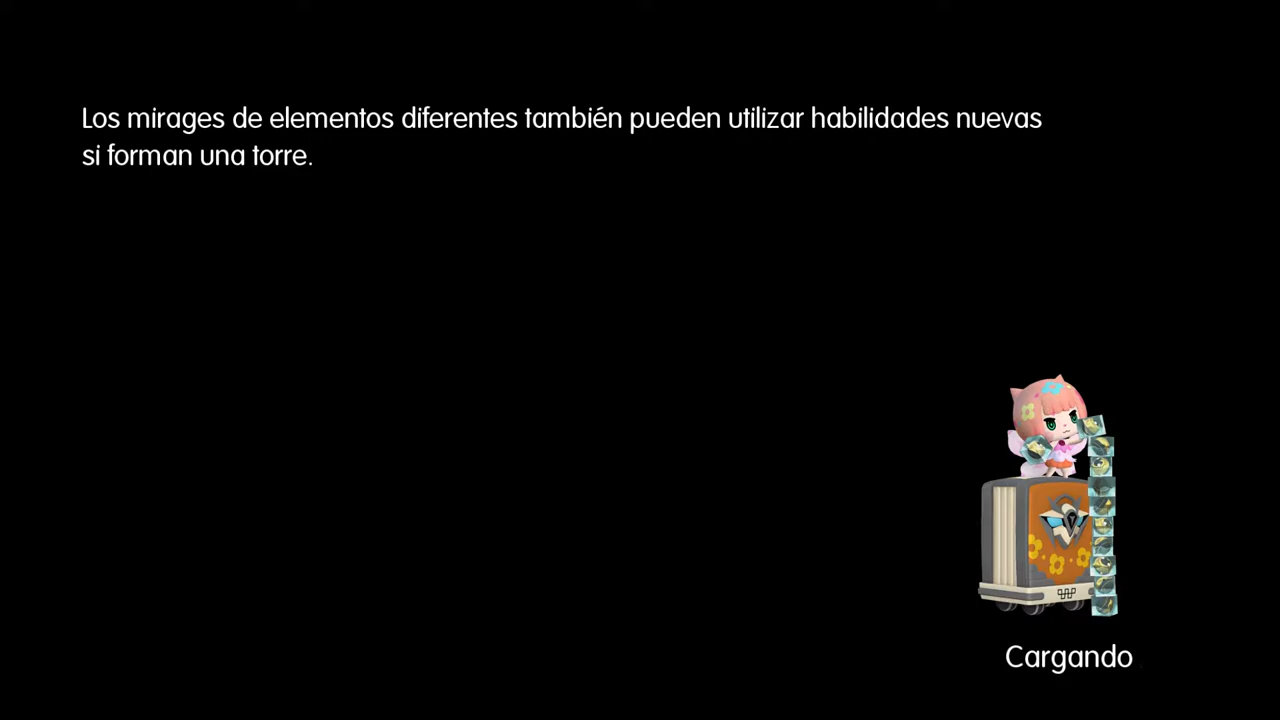 Los mirages de elementos diferentes también pueden utilizar habilidades nuevas
si forman una torre.
Cargando